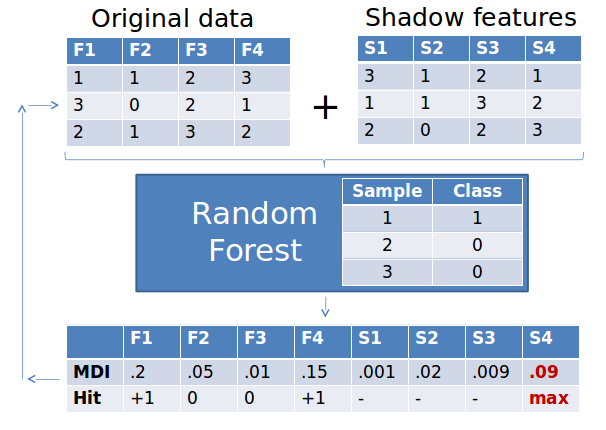 Original data
Shadow features
F1 F2 F3 F4
1 1 2 3
3 0 2 1
2 1 3 2
+
S1 S2 S3 S4
3 1 2 1
1 1 3 2
2 0 2 3
Random
Forest
Sample Class
1 1
2 0
3 0
F1 F2 F3 F4 S1 S2 S3 S4
MDI .2 .05 .01 .15 .001 .02 .009 .09
Hit +1 0 0 +1 - - - max